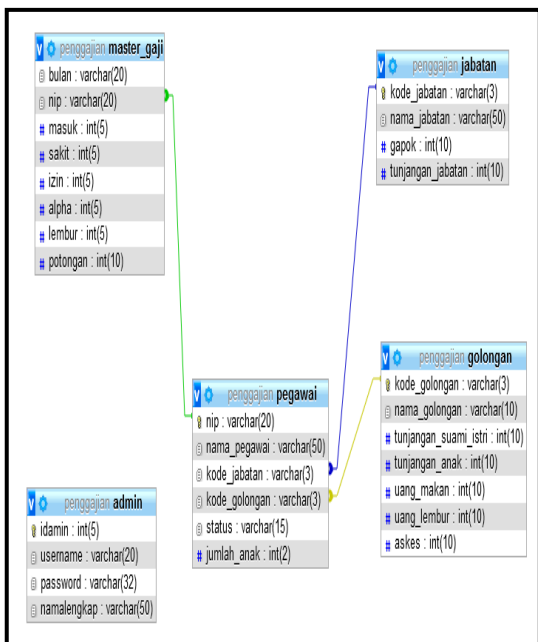 penggajian master_gaji
bulan : varchar(20)
nip : varchar(20)
masuk : int(5)
sakit : int(5)
izin : int(5)
alpha : int(5)
lembur : int(5)
potongan : int(10)
penggajian jabatan
kode_jabatan : varchar(3)
nama_jabatan : varchar(50)
gapok : int(10)
tunjangan_jabatan : int(10)
penggajian pegawai
nip : varchar(20)
nama_pegawai : varchar(50)
kode_jabatan : varchar(3)
kode_golongan : varchar(3)
status : varchar(15)
jumlah_anak : int(2)
penggajian golongan
kode_golongan : varchar(3)
nama_golongan : varchar(10)
tunjangan_suami_istri : int(10)
tunjangan_anak : int(10)
uang_makan : int(10)
uang_lembur : int(10)
askes : int(10)
penggajian admin
idamin : int(5)
username : varchar(20)
password : varchar(32)
namalengkap : varchar(50)